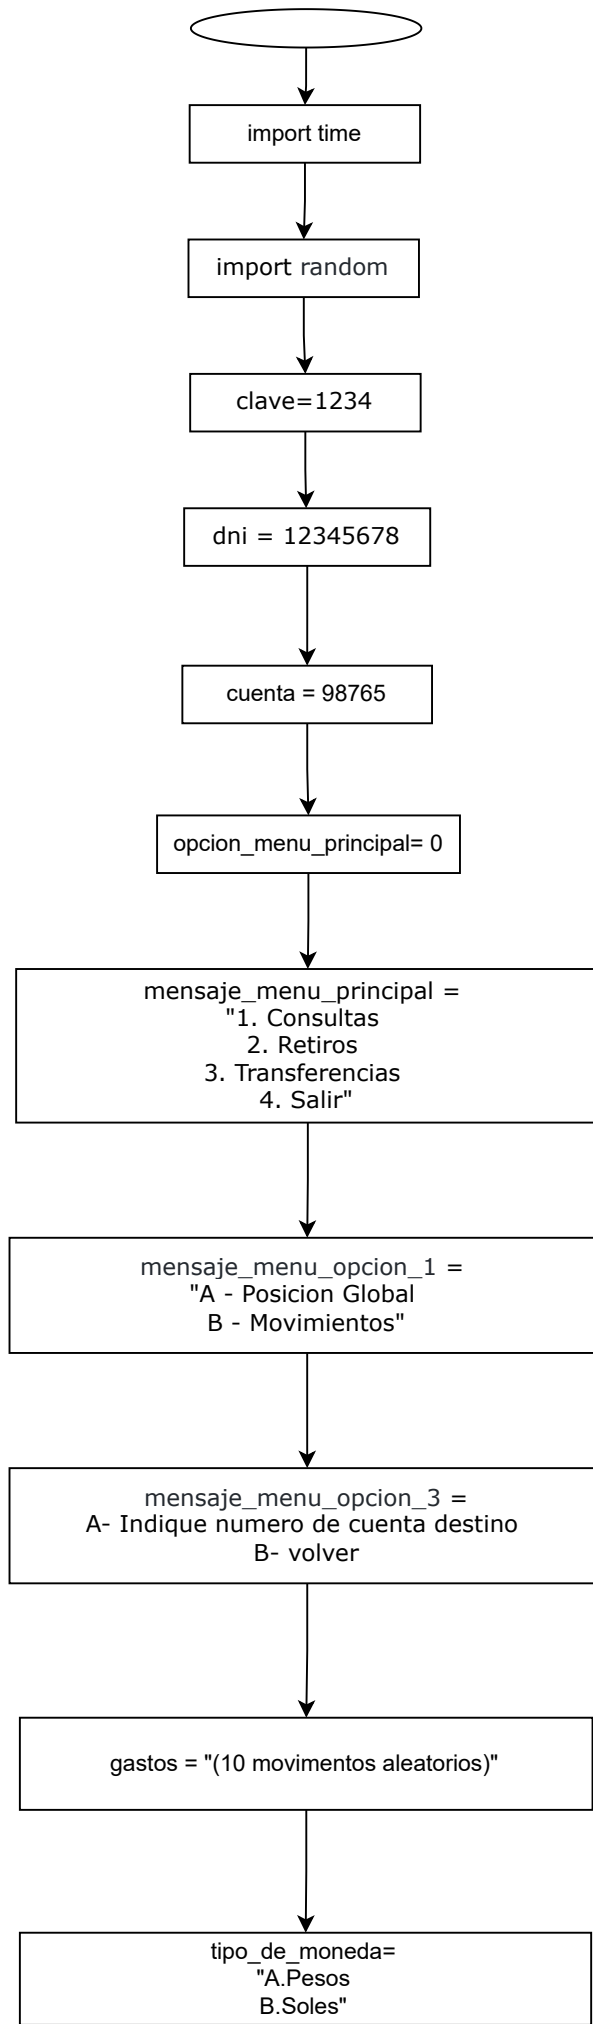 import time
import random
clave=1234
dni = 12345678
cuenta = 98765
opcion_menu_principal= 0
mensaje_menu_principal =
"1. Consultas
2. Retiros
3. Transferencias
4. Salir"
mensaje_menu_opcion_1 =
"A - Posicion Global
B - Movimientos"
mensaje_menu_opcion_3 =
A- Indique numero de cuenta destino
B- volver
gastos = "(10 movimentos aleatorios)"
tipo_de_moneda=
"A.Pesos
B.Soles"